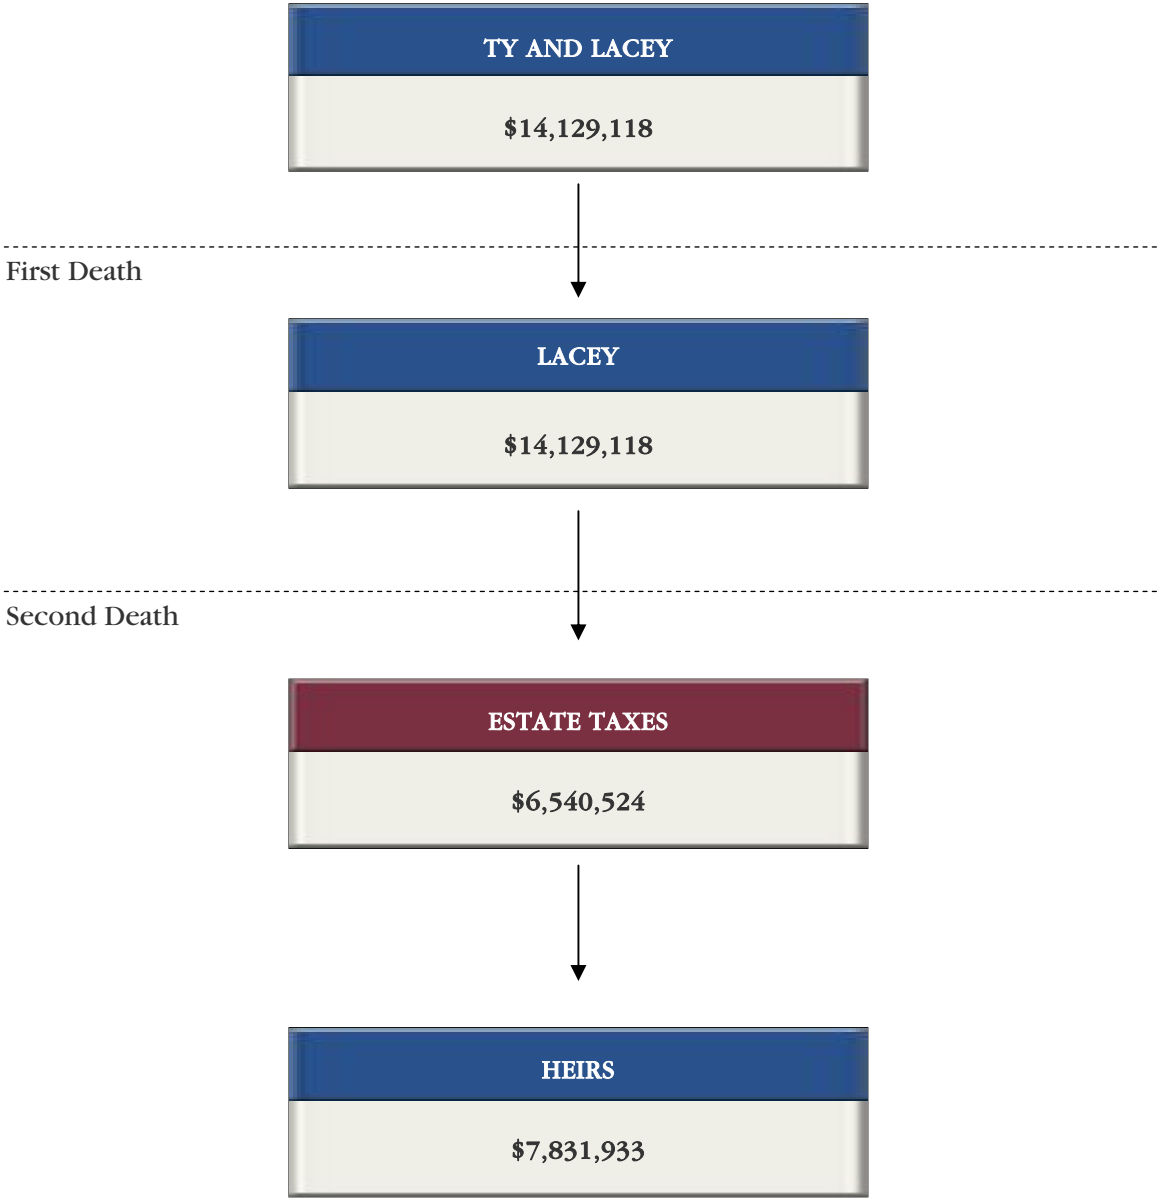 TY AND LACEY
$14,129,118
First Death
LACEY
$14,129,118
Second Death
ESTATE TAXES
$6,540,524
HEIRS
$7,831,933